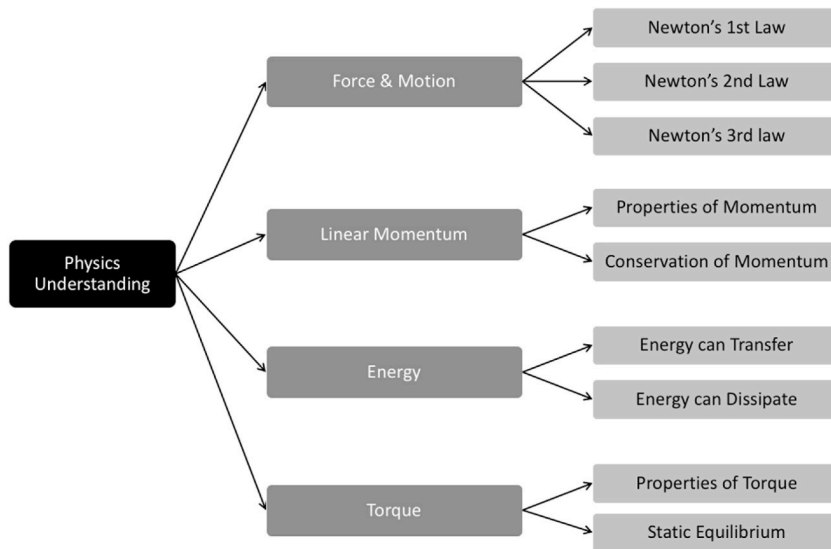 Physics
Understanding
Force & Motion
Newton's 1st Law
Newton's 2nd Law
Newton's 3rd law
Linear Momentum
Properties of Momentum
Conservation of Momentum
Energy
Energy can Transfer
Energy can Dissipate
Torque
Properties of Torque
Static Equilibrium